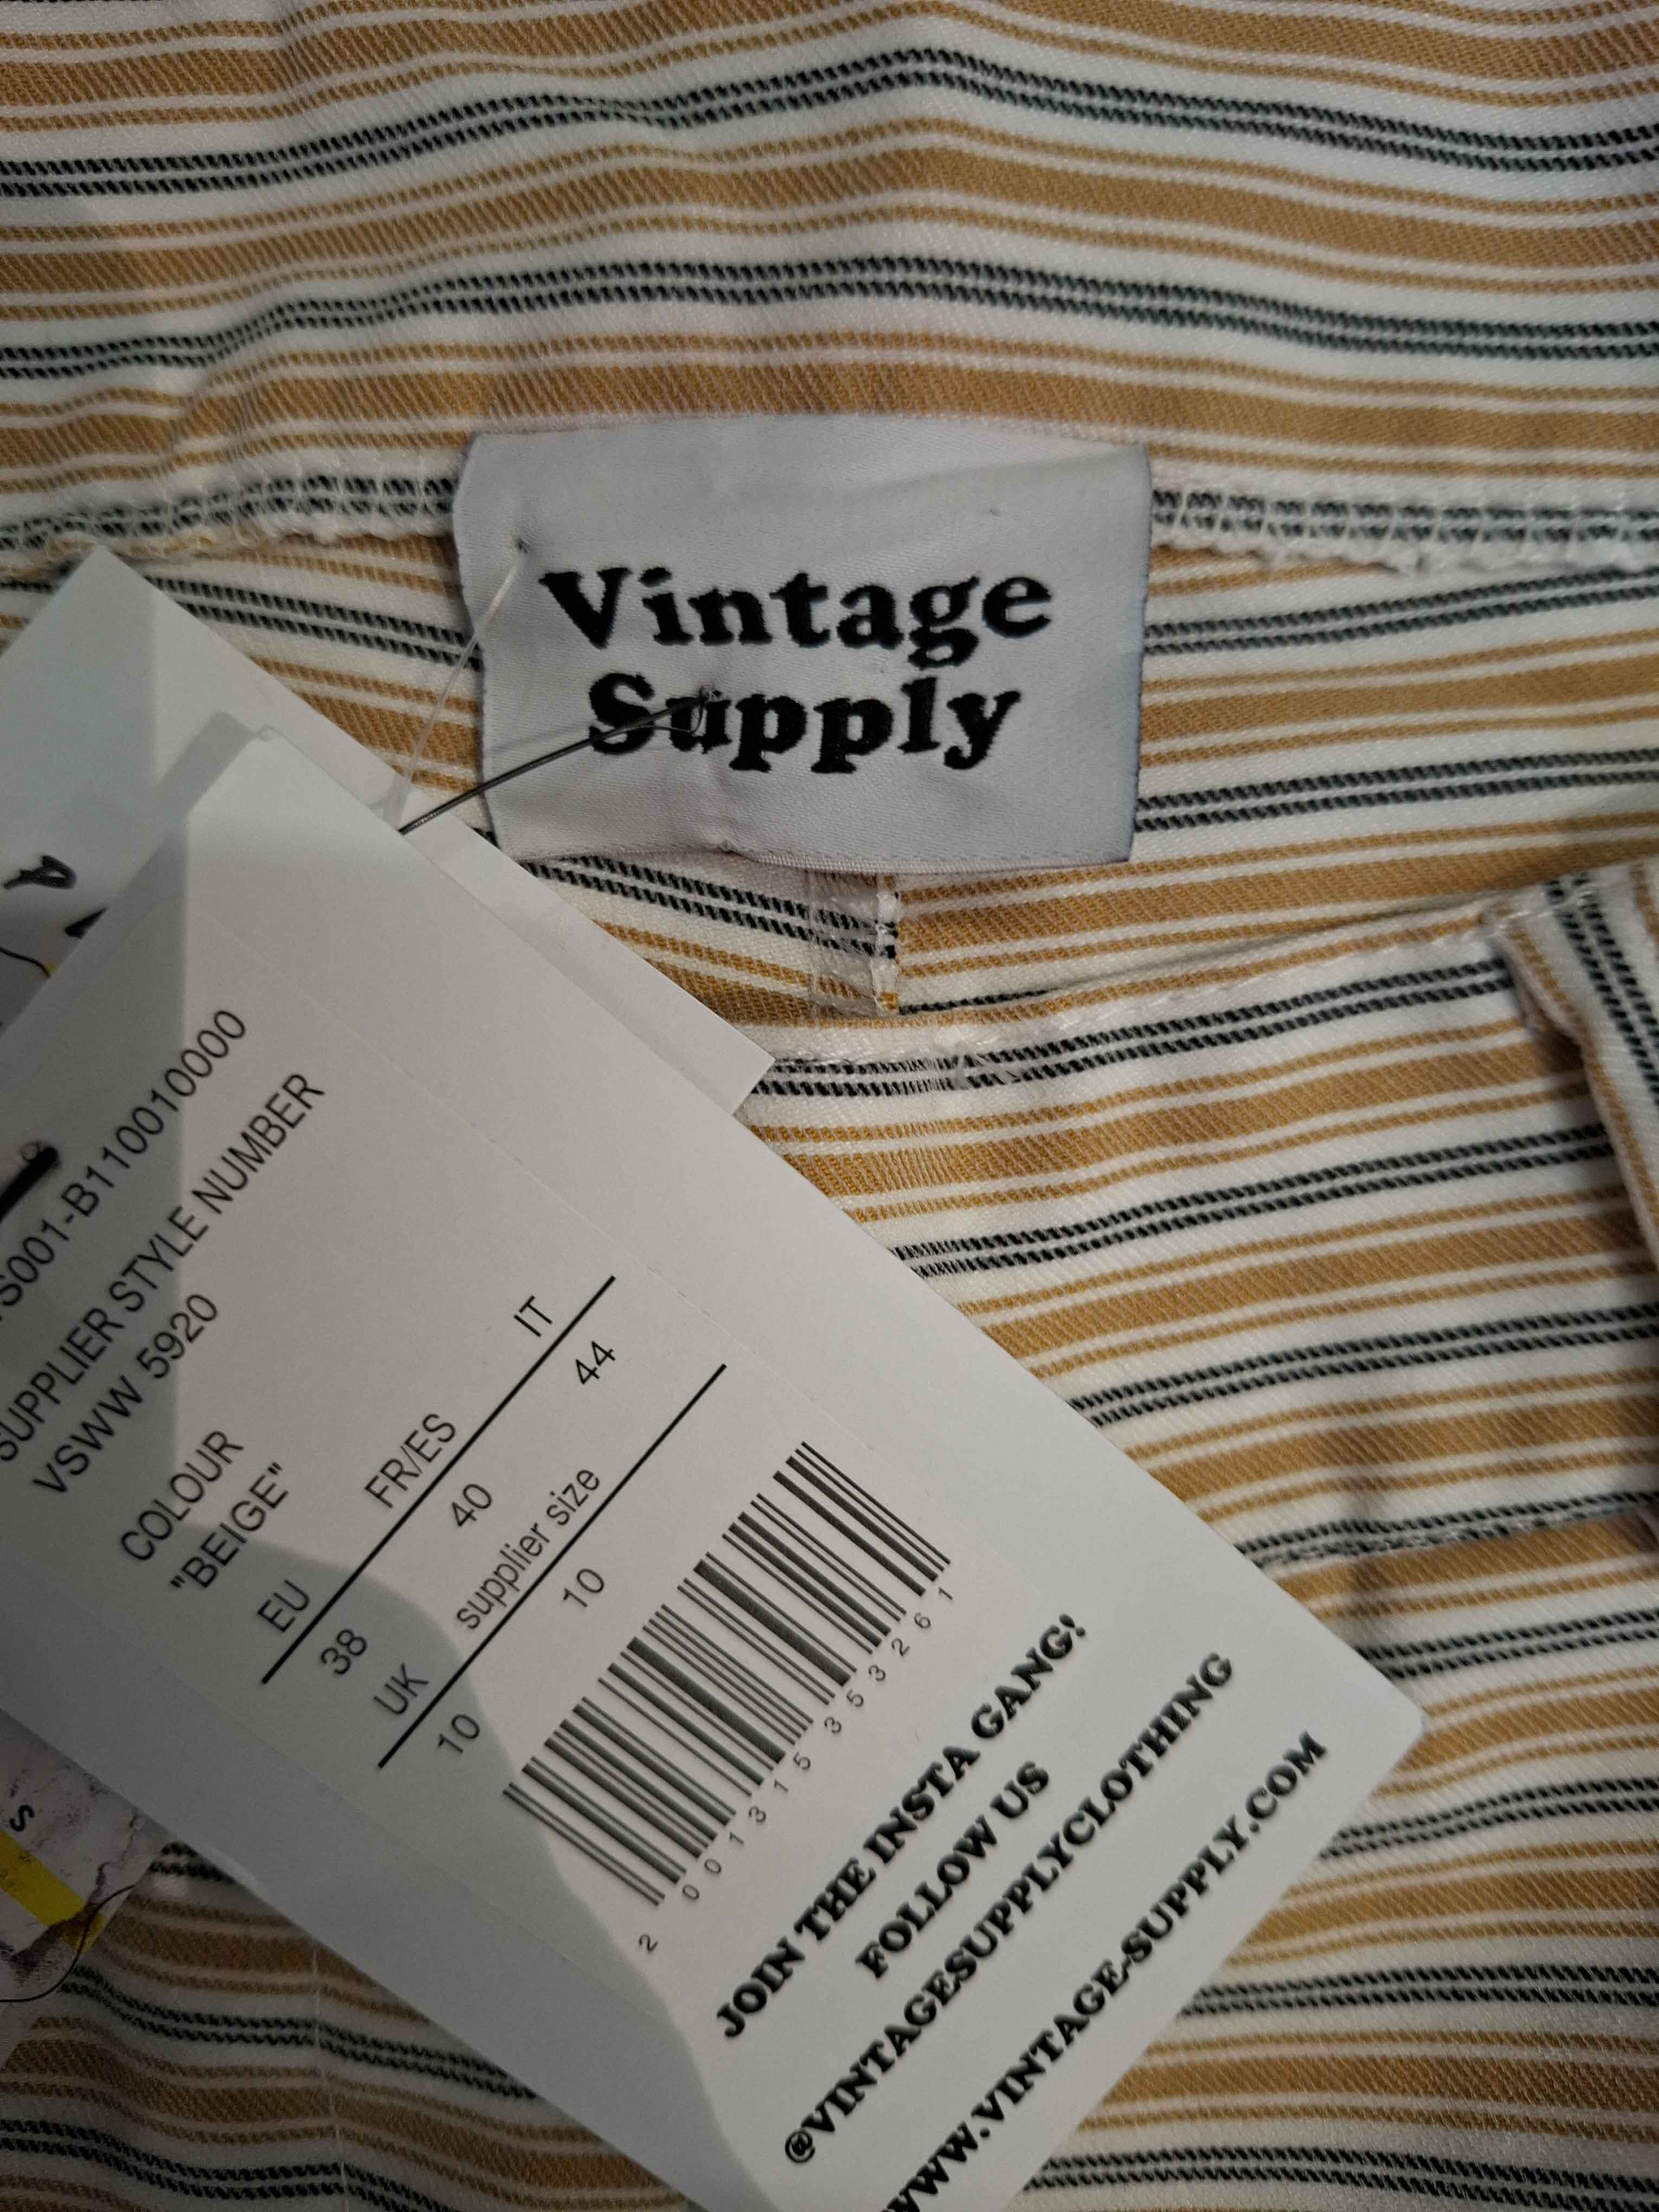 Vintage
Supply
S001-B110010000
SUPPLIER STYLE NUMBER
VSWW 5920
COLOUR
"BEIGE"
EU FR/ES IT
38 40 44
UK supplier size
10 10
2 001315 353261
JOIN THE INSTA GANG!
FOLLOW US
@VINTAGESUPPLYCLOTHING
WWW.VINTAGE-SUPPLY.COM